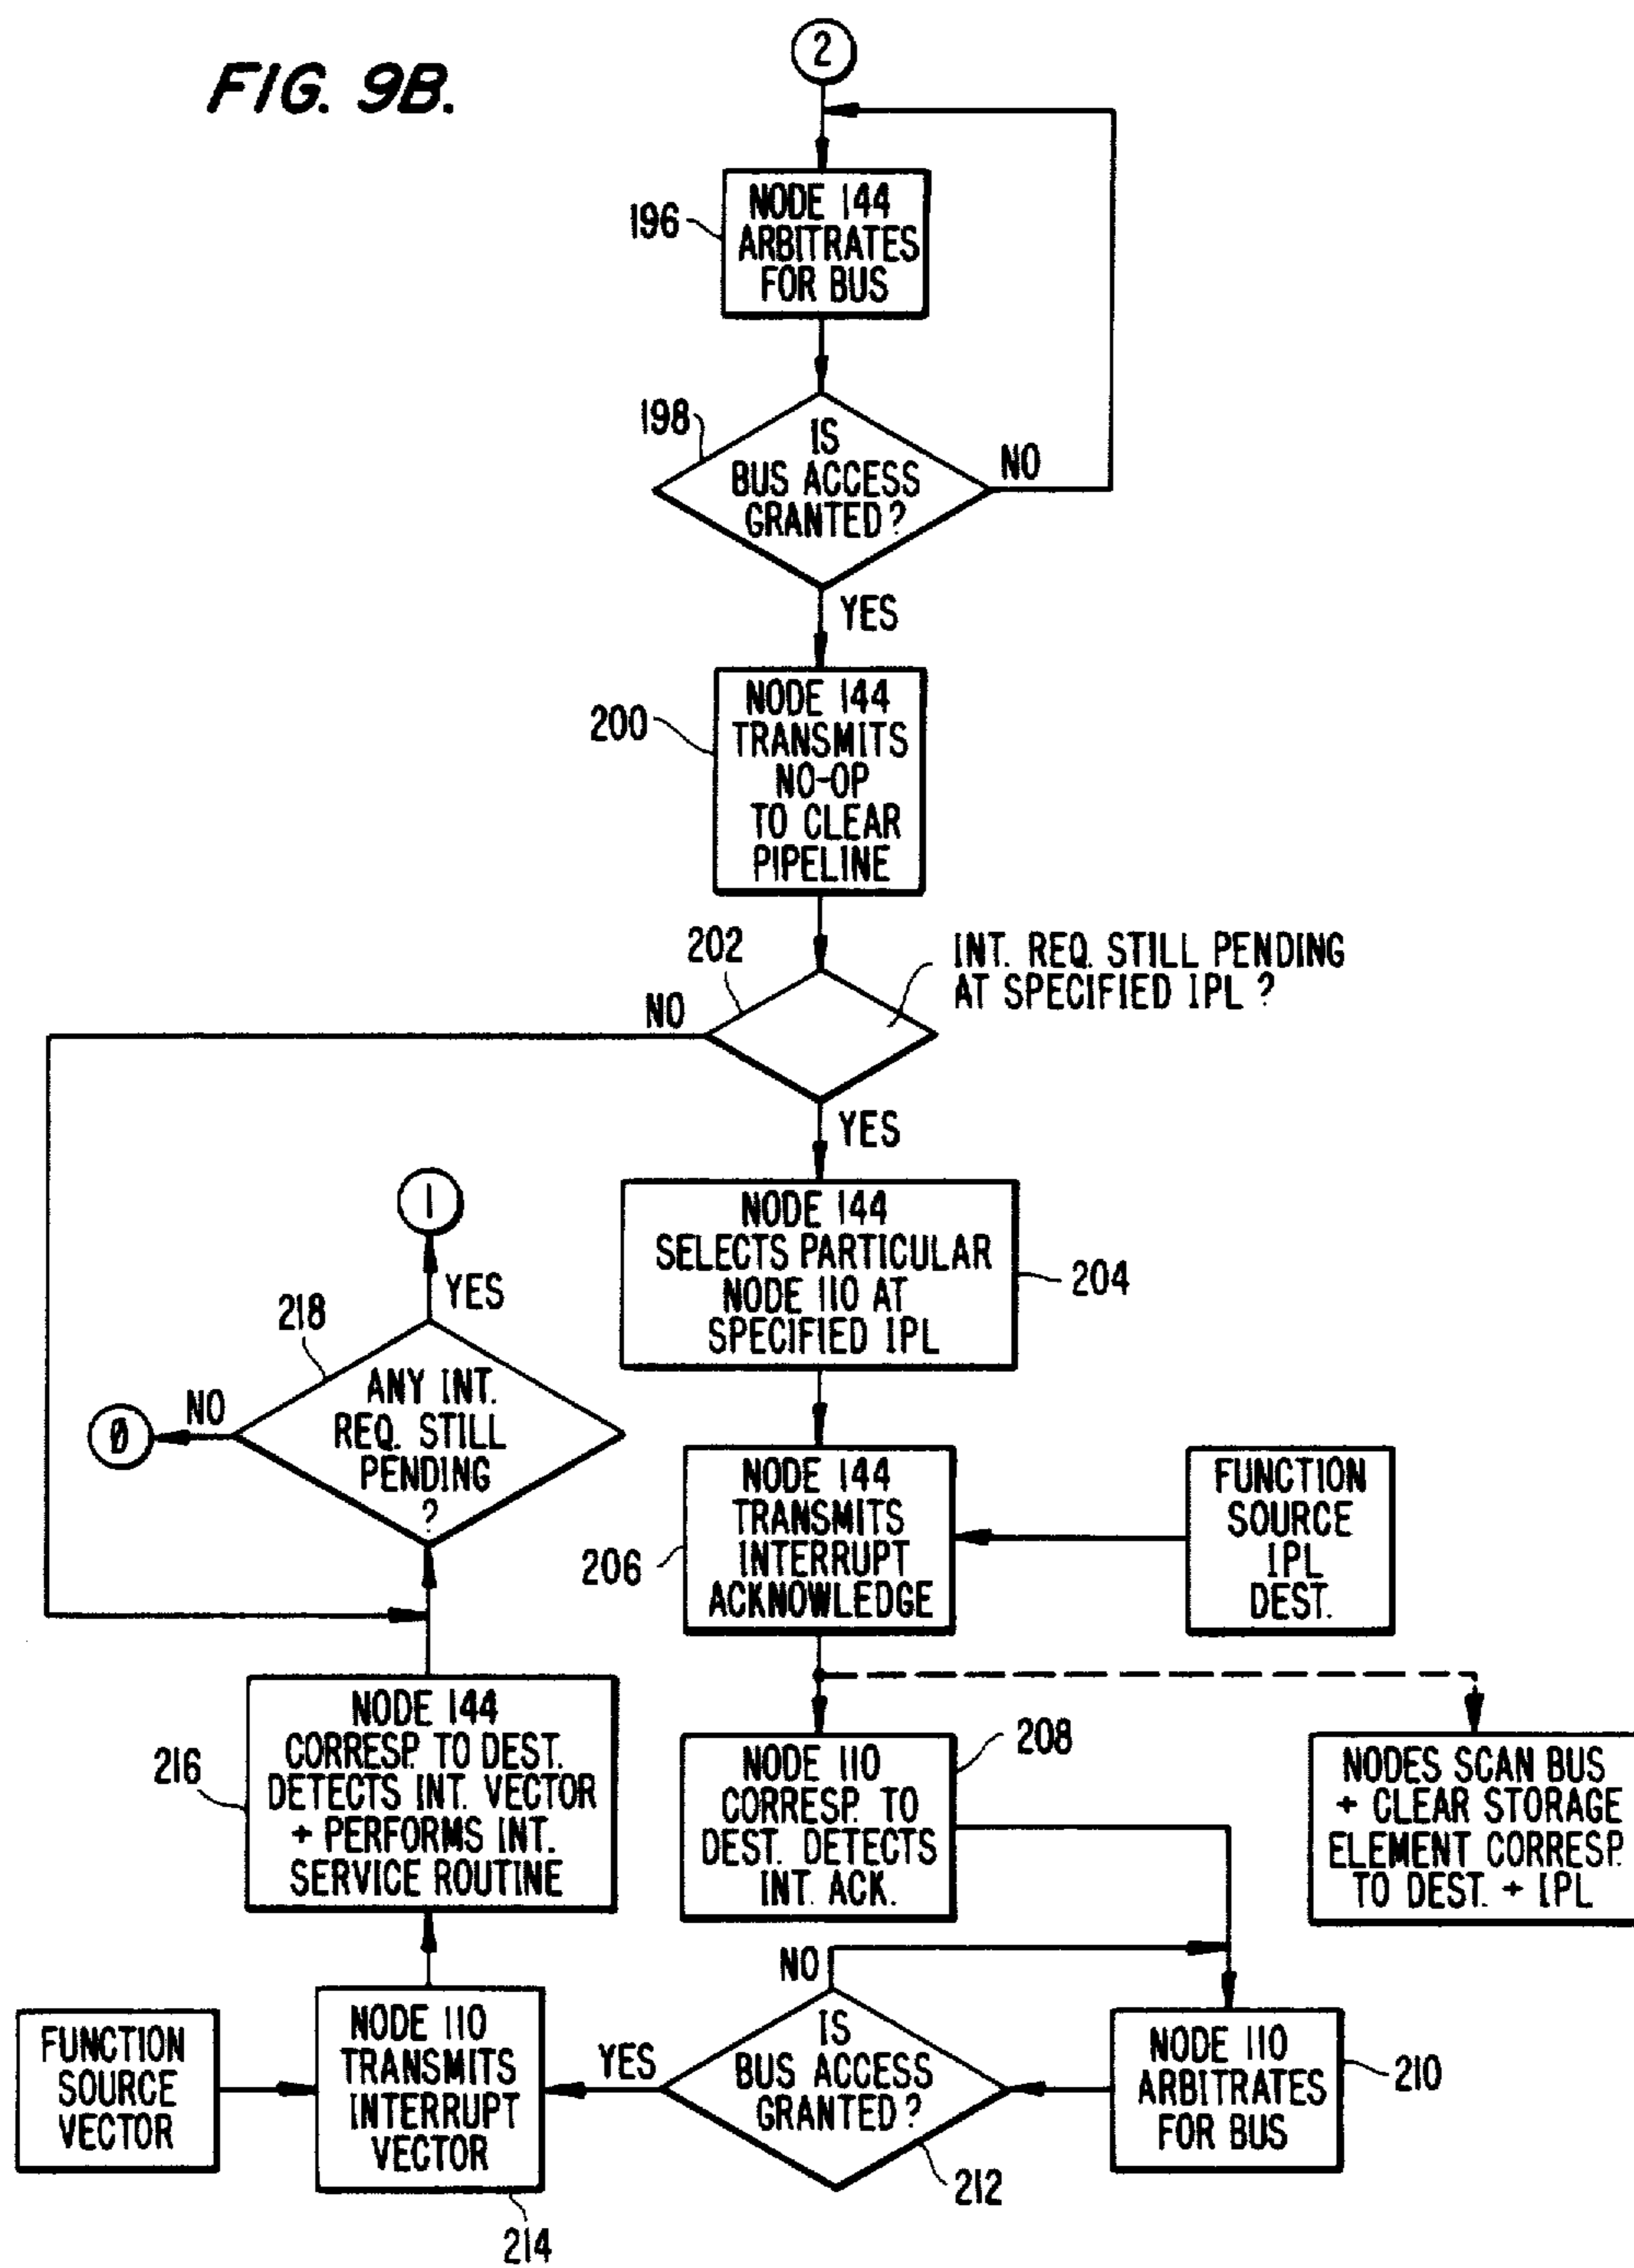 FIG. 9B.
2
196
NODE 144
ARBITRATES
FOR BUS
198
IS
BUS ACCESS
GRANTED?
NO
YES
200
NODE 144
TRANSMITS
NO-OP
TO CLEAR
PIPELINE
202
INT. REQ. STILL PENDING
AT SPECIFIED IPL?
NO
YES
NODE 144
SELECTS PARTICULAR
NODE 110 AT
SPECIFIED IPL
204
1
YES
218
ANY INT.
REQ. STILL
PENDING
?
NO
Ø
NODE 144
TRANSMITS
INTERRUPT
ACKNOWLEDGE
206
FUNCTION
SOURCE
IPL
DEST.
NODE 144
CORRESP. TO DEST.
DETECTS INT. VECTOR
+ PERFORMS INT.
SERVICE ROUTINE
216
NODE 110
CORRESP. TO
DEST. DETECTS
INT. ACK.
208
NODES SCAN BUS
+ CLEAR STORAGE
ELEMENT CORRESP.
TO DEST. + IPL
NO
FUNCTION
SOURCE
VECTOR
NODE 110
TRANSMITS
INTERRUPT
VECTOR
214
YES
IS
BUS ACCESS
GRANTED?
212
NODE 110
ARBITRATES
FOR BUS
210